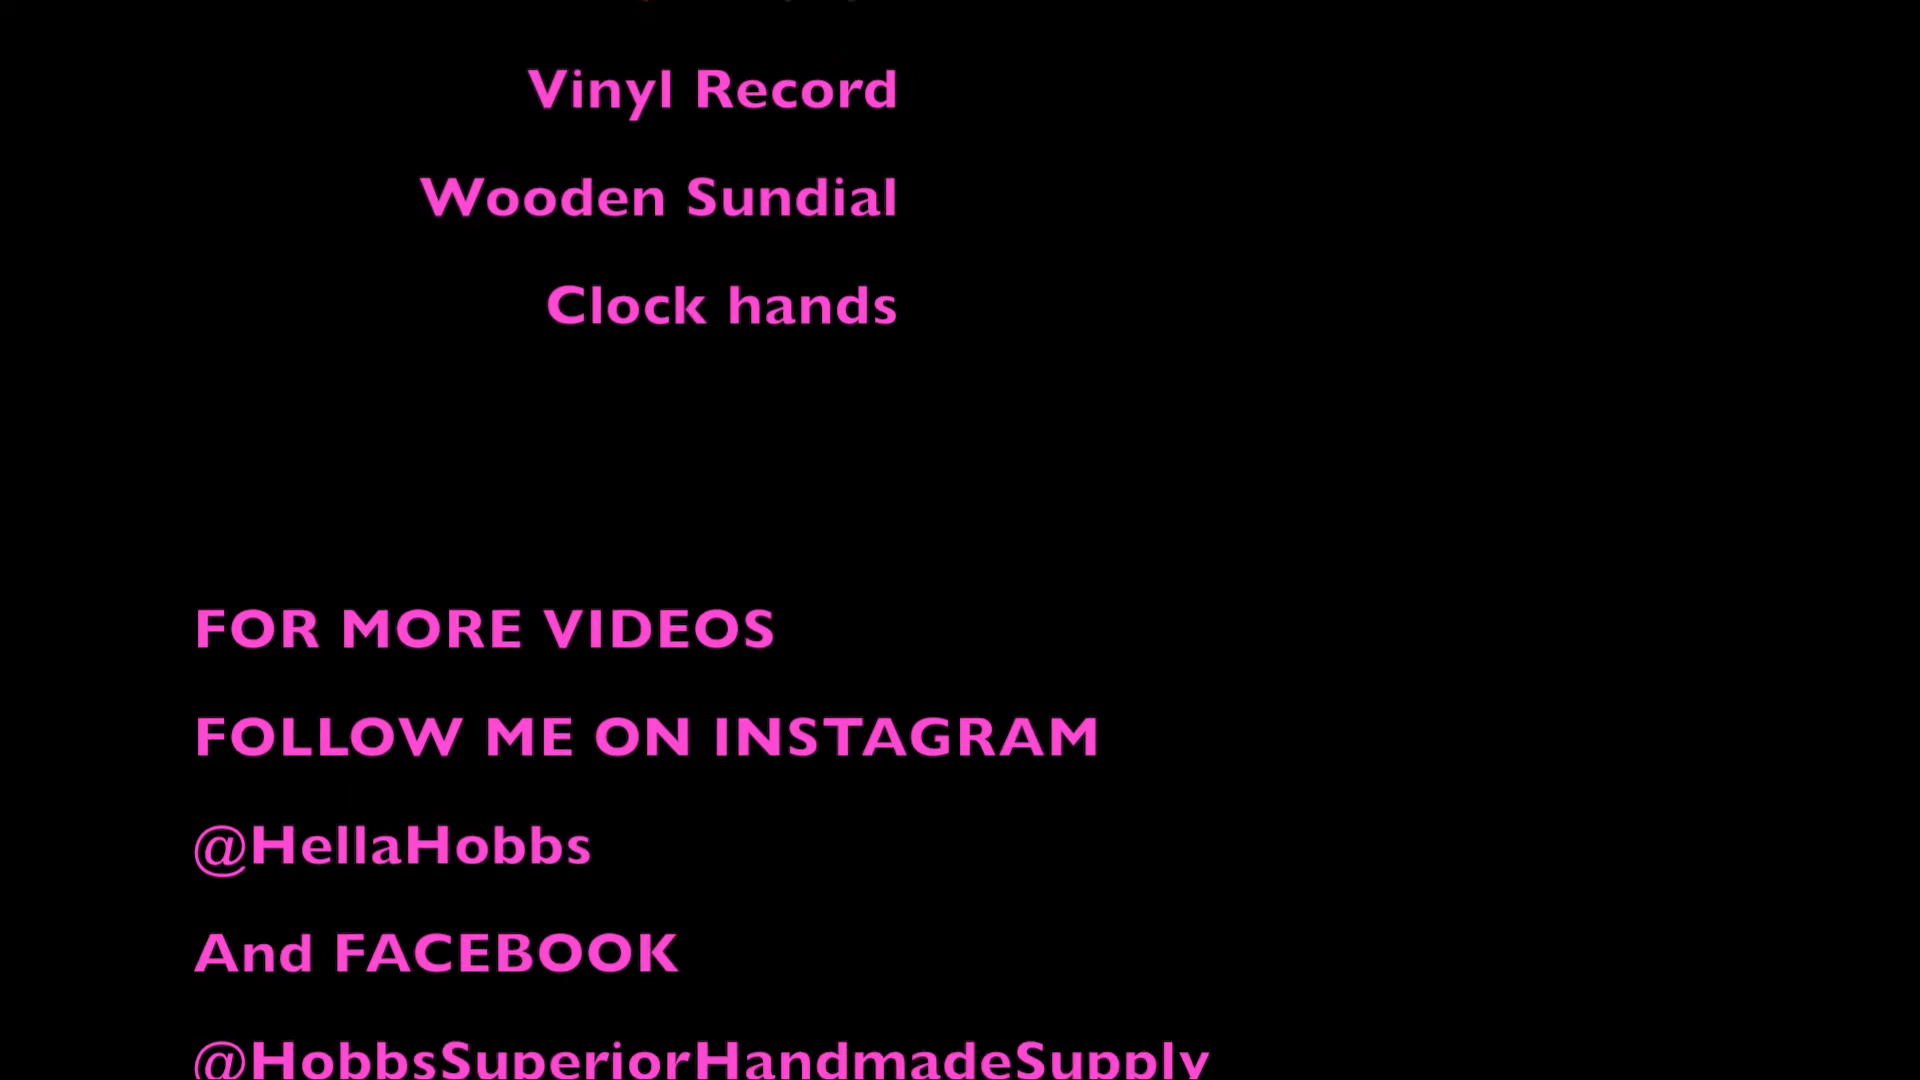 Vinyl Record
Wooden Sundial
Clock hands
FOR MORE VIDEOS
FOLLOW ME ON INSTAGRAM
@HellaHobbs
And FACEBOOK
@HobbsSuperiorHandmadeSupply